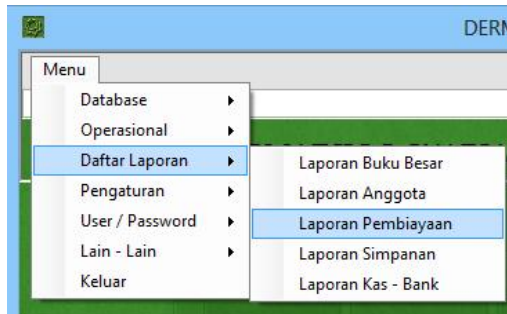 DERM
Menu
Database
Operasional
Daftar Laporan
Pengaturan
User / Password
Lain - Lain
Keluar
Laporan Buku Besar
Laporan Anggota
Laporan Pembiayaan
Laporan Simpanan
Laporan Kas - Bank